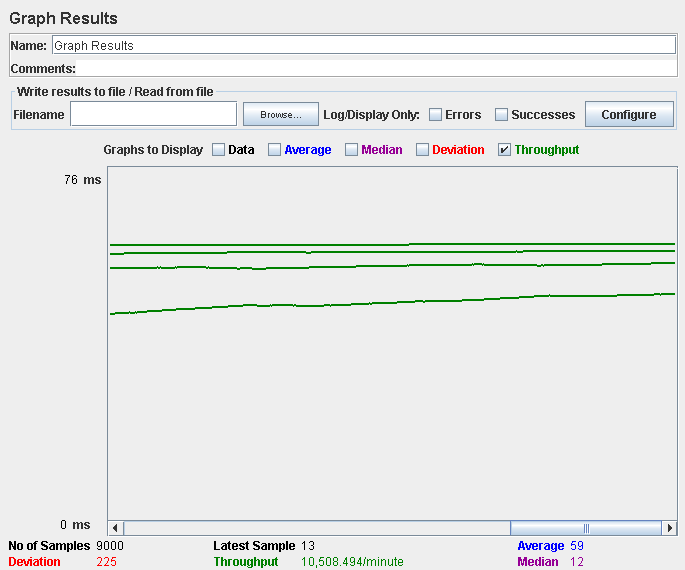 Graph Results
Name: Graph Results
Comments:
Write results to file / Read from file
Filename Browse... Log/Display Only: Errors Successes Configure
Graphs to Display Data Average Median Deviation Throughput
76 ms
0 ms
No of Samples 9000 Latest Sample 13 Average 59
Deviation 225 Throughput 10,508.494/minute Median 12